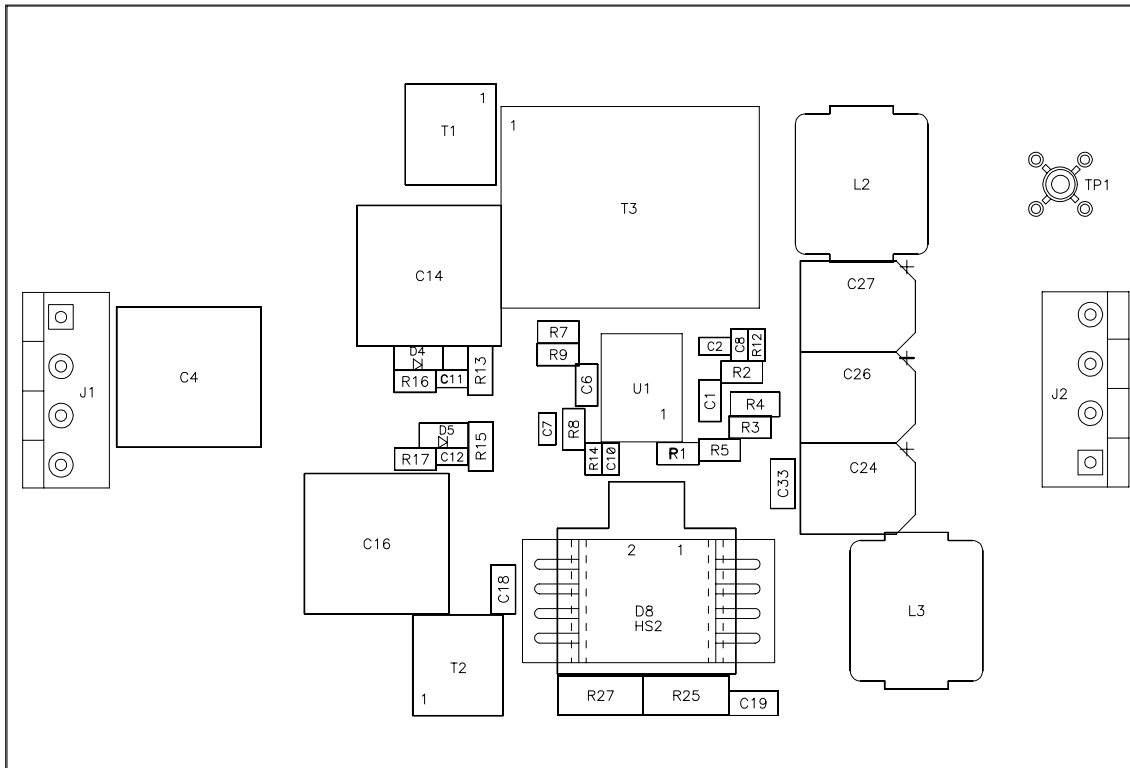 1
T1
1
L2
TP1
T3
C14
C27
R7
C2
C8
R12
D4
R9
R13
R2
R16
C11
C4
C6
U1
C26
J1
C1
J2
R4
1
R3
D5
C7
R8
R15
R17
C12
R14
C10
R1
R5
C24
C33
C16
2
1
C18
D8
HS2
L3
T2
1
R27
R25
C19